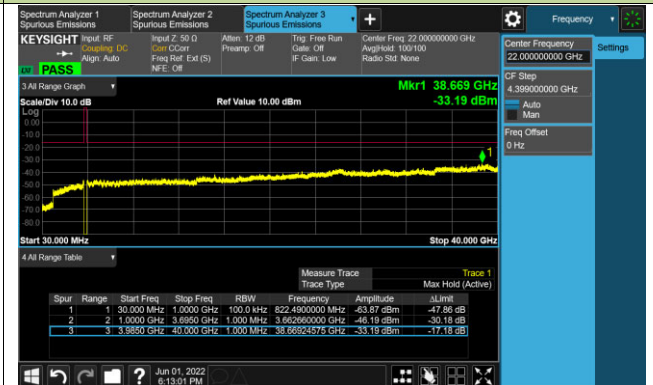 Spectrum Analyzer 1
Spurious Emissions
Spectrum Analyzer 2
Spurious Emissions
Spectrum Analyzer 3
Spurious Emissions
+
Frequency
KEYSIGHT
Input: RF
Coupling: DC
Align: Auto
Input Z: 50 Ω
Corr CCorr
Freq Ref: Ext (S)
NFE: Off
Atten: 12 dB
Preamp: Off
Trig: Free Run
Gate: Off
IF Gain: Low
Center Freq: 22.000000000 GHz
Avg|Hold: 100/100
Radio Std: None
PASS
Center Frequency
22.000000000 GHz
Settings
CF Step
4.399000000 GHz
Auto
Man
Freq Offset
0 Hz
3 All Range Graph
Mkr1 38.669 GHz
Scale/Div 10.0 dB
Ref Value 10.00 dBm
-33.19 dBm
Log
0.00
-10.0
-20.0
-30.0
-40.0
-50.0
-60.0
-70.0
-80.0
1
Start 30.000 MHz
Stop 40.000 GHz
4 All Range Table
Measure Trace Trace 1
Trace Type Max Hold (Active)
Spur Range Start Freq Stop Freq RBW Frequency Amplitude ΔLimit
1 1 30.000 MHz 1.0000 GHz 100.0 kHz 822.4900000 MHz -63.87 dBm -47.86 dB
2 2 1.0000 GHz 3.6950 GHz 1.000 MHz 3.662660000 GHz -46.19 dBm -30.18 dB
3 3 3.9850 GHz 40.000 GHz 1.000 MHz 38.66924575 GHz -33.19 dBm -17.18 dB
?
Jun 01, 2022
6:13:01 PM